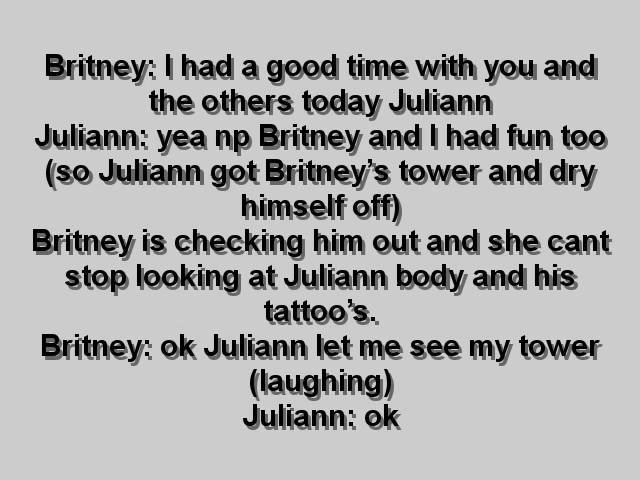 Britney: I had a good time with you and
the others today Juliann
Juliann: yea np Britney and I had fun too
(so Juliann got Britney’s tower and dry
himself off)
Britney is checking him out and she cant
stop looking at Juliann body and his
tattoo’s.
Britney: ok Juliann let me see my tower
(laughing)
Juliann: ok